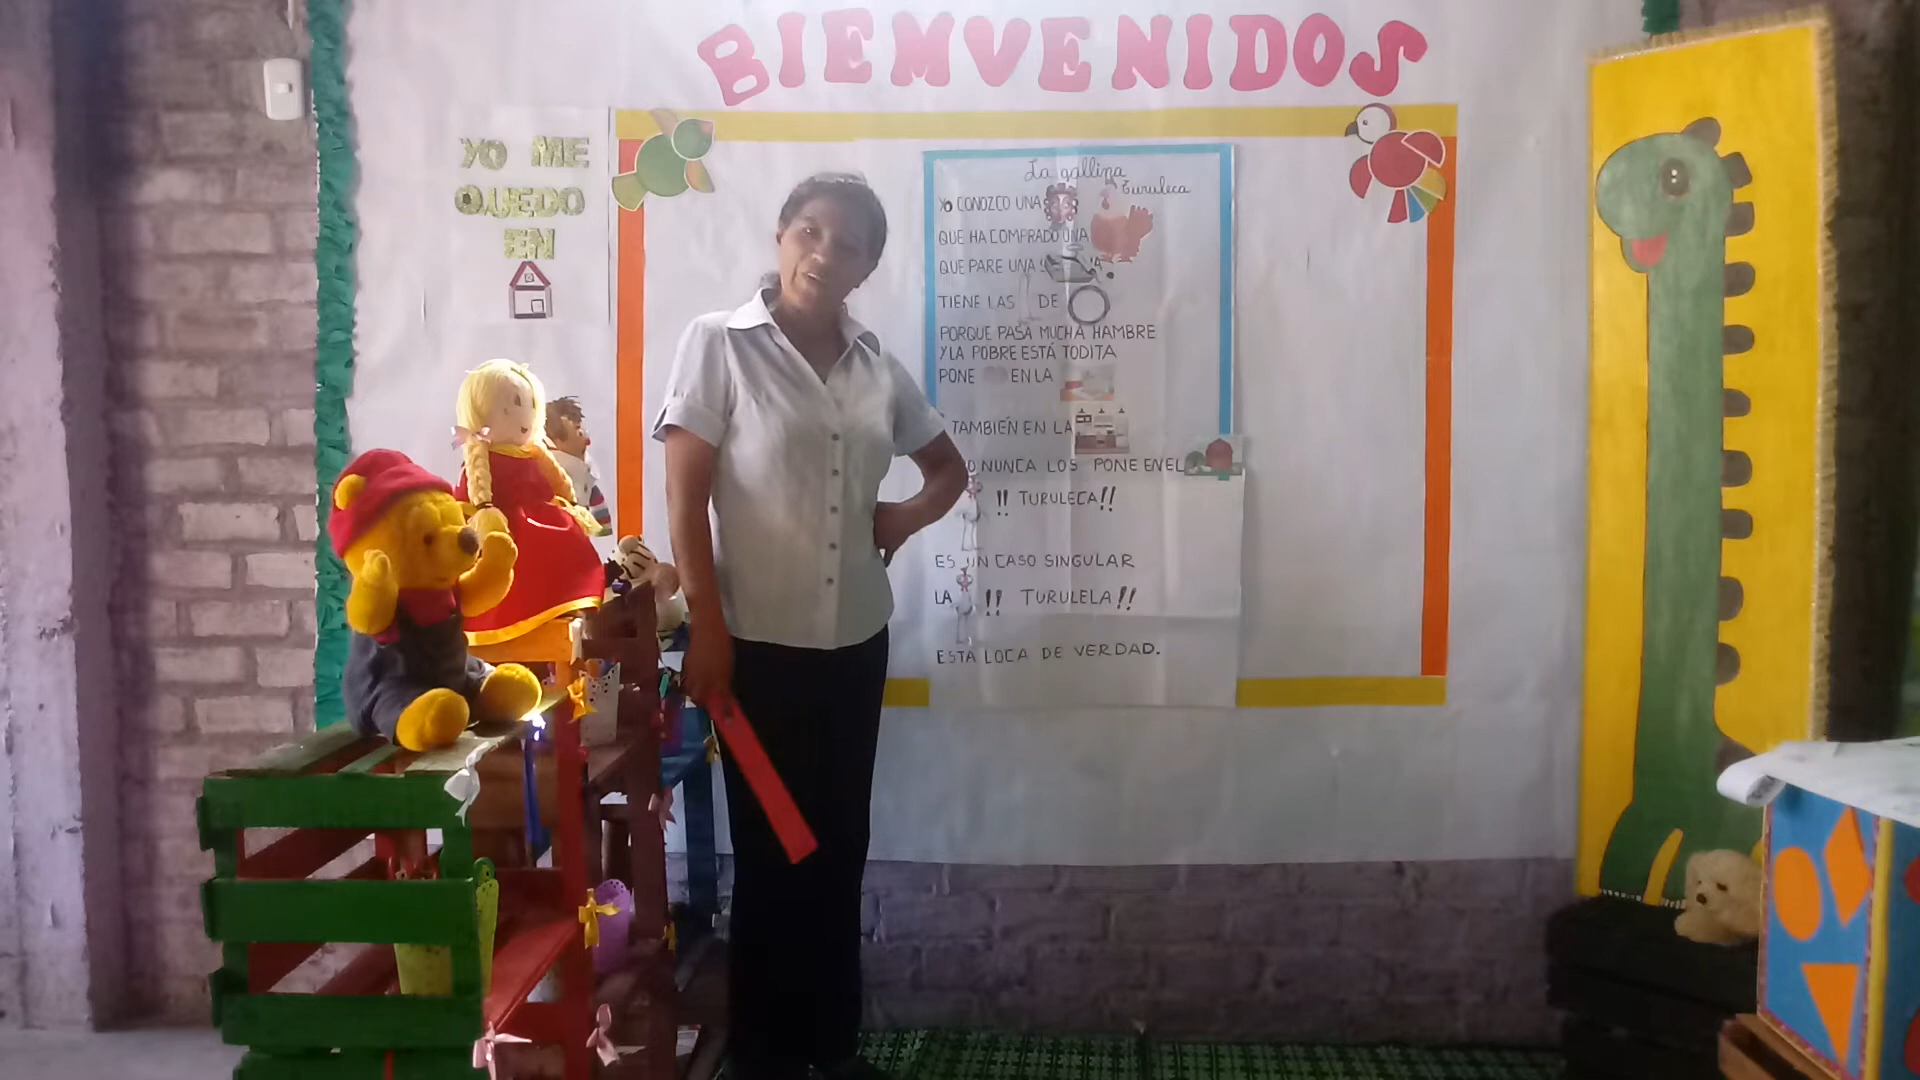 BIENVENIDOS
YO ME
QUEDO
EN
La gallina
Turuleca
YO CONOZCO UNA
QUE HA COMPRADO UNA
QUE PARE UNA
TIENE LAS DE
PORQUE PASA MUCHA HAMBRE
Y LA POBRE ESTÁ TODITA
PONE EN LA
TAMBIÉN EN LA
NUNCA LOS PONE EN EL
!! TURULECA!!
ES UN CASO SINGULAR
LA !! TURULELA!!
ESTA LOCA DE VERDAD.